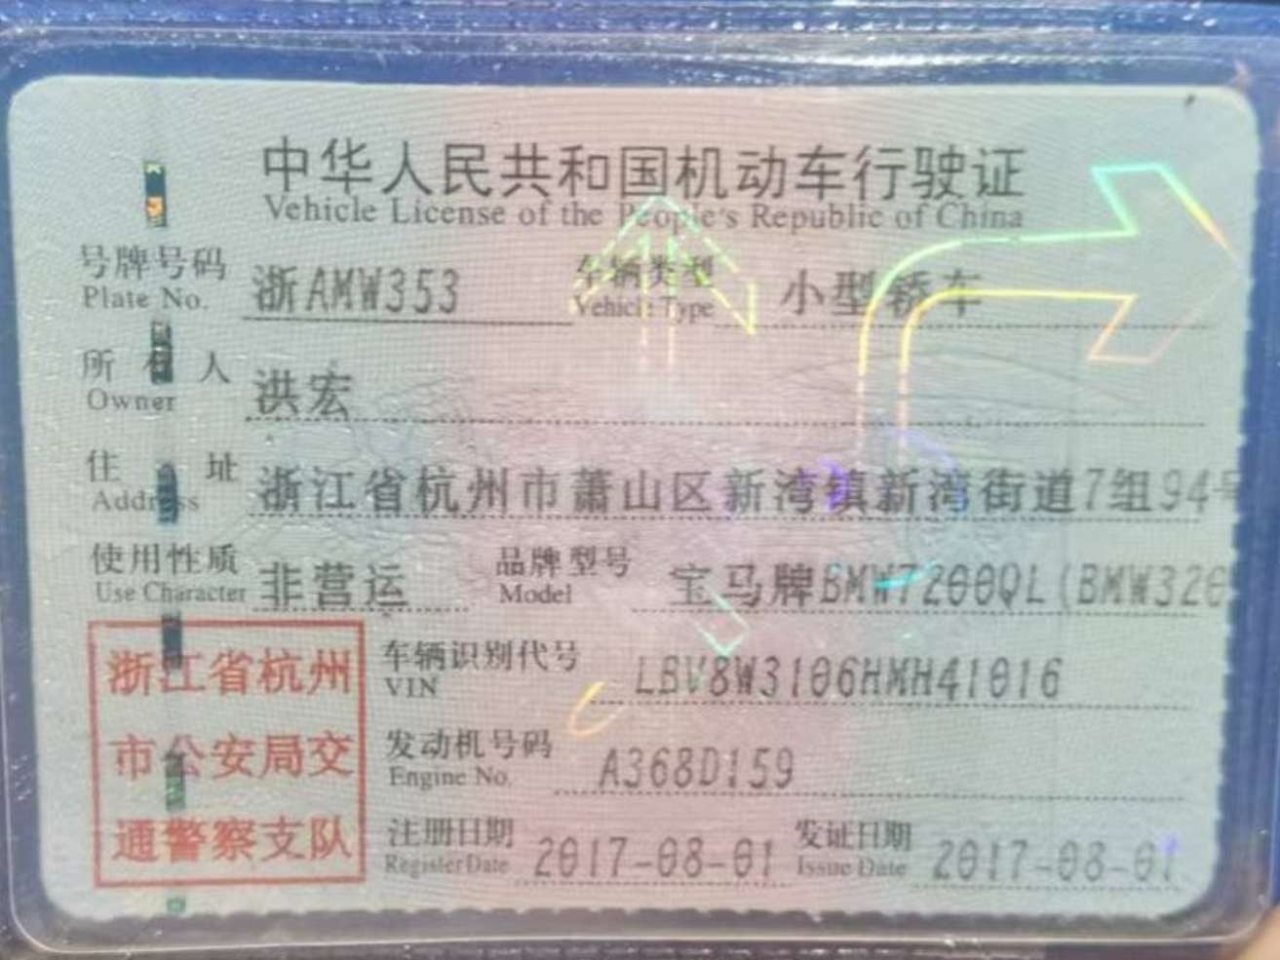 中华人民共和国机动车行驶证
Vehicle License of the People's Republic of China
号牌号码 浙AMW353 车辆类型 小型轿车
Plate No. Vehicle Type
所有人 洪宏
Owner
住址 浙江省杭州市萧山区新湾镇新湾街道7组94号
Address
使用性质 非营运 品牌型号 宝马牌BMW7200QL(BMW320
Use Character Model
浙江省杭州 车辆识别代号 LBV8W3106HMH41016
VIN
市公安局交 发动机号码 A368D159
Engine No.
通警察支队 注册日期 2017-08-01 发证日期 2017-08-01
Register Date Issue Date